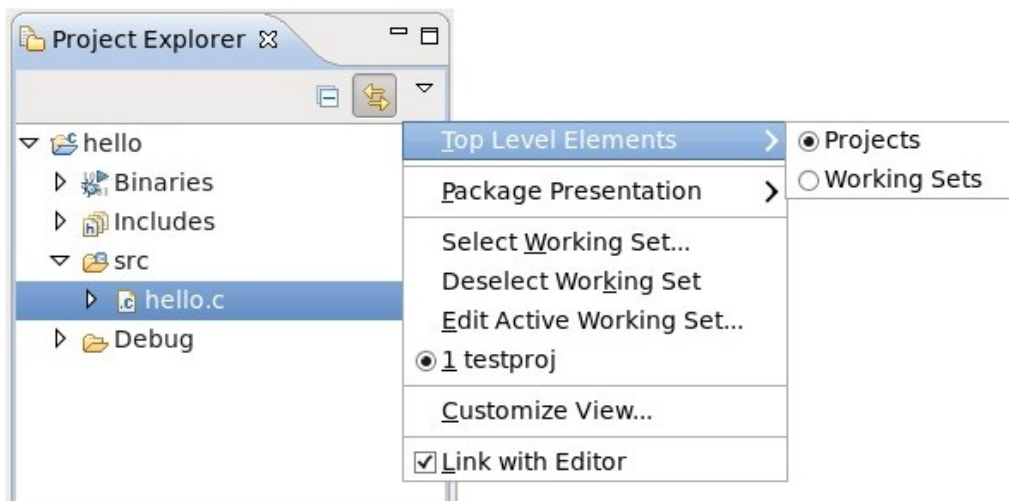 Project Explorer
hello
Binaries
Includes
src
hello.c
Debug
Top Level Elements
Package Presentation
Select Working Set...
Deselect Working Set
Edit Active Working Set...
1 testproj
Customize View...
Link with Editor
Projects
Working Sets